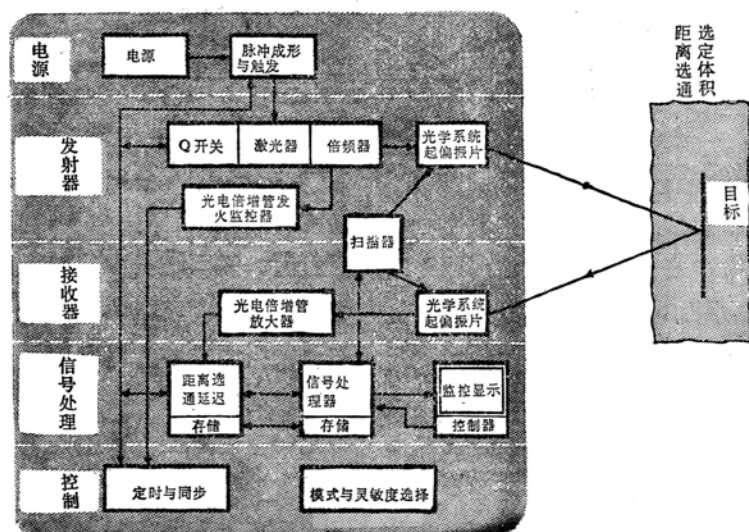 电源
电源
脉冲成形
与触发
发射器
Q开关
激光器
倍频器
光学系统
起偏振片
光电倍增管发
火监控器
扫描器
接收器
光电倍增管
放大器
光学系统
起偏振片
信号处理
距离选
通延迟
存储
信号处
理器
存储
监控显示
控制器
控制
定时与同步
模式与灵敏度选择
选定体积
距离选通
目标